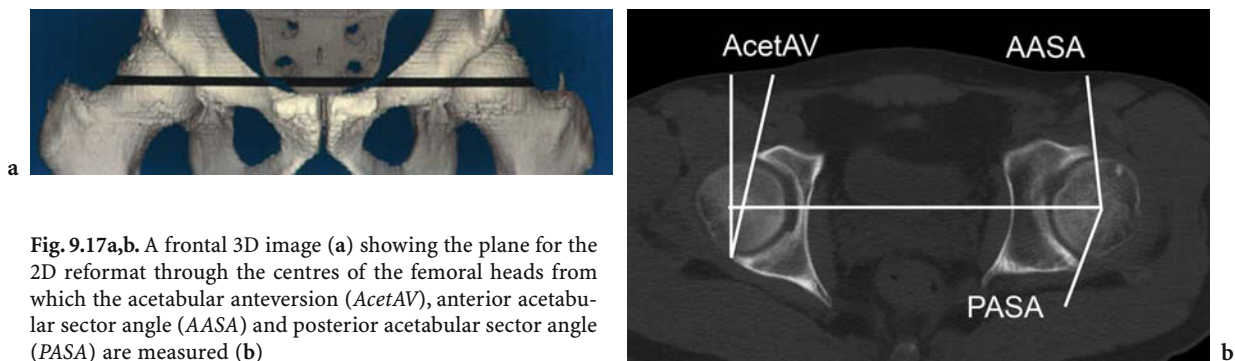 AcetAV
AASA
PASA
a
b
Fig. 9.17a,b. A frontal 3D image (a) showing the plane for the
2D reformat through the centres of the femoral heads from
which the acetabular anteversion (AcetAV), anterior acetabu-
lar sector angle (AASA) and posterior acetabular sector angle
(PASA) are measured (b)